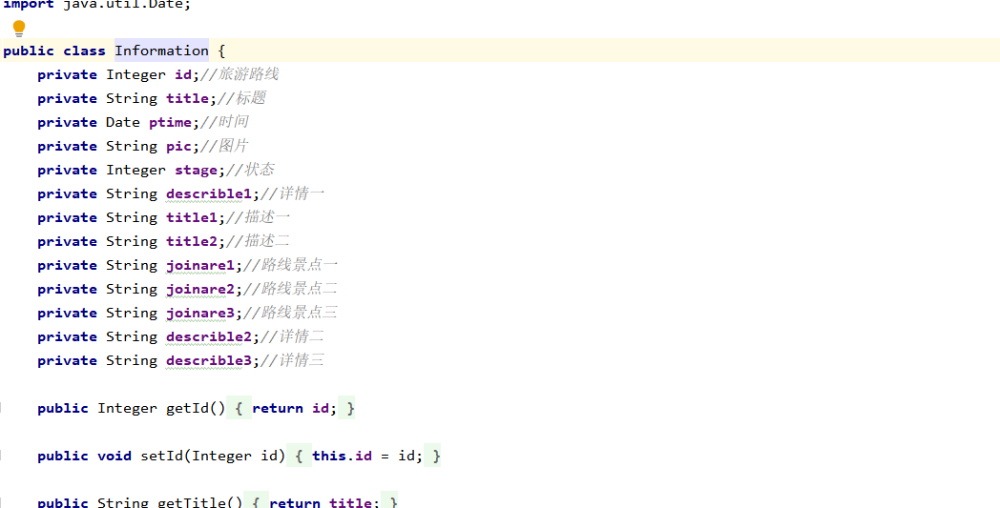 import java.util.Date;
public class Information {
private Integer id;//旅游路线
private String title;//标题
private Date ptime;//时间
private String pic;//图片
private Integer stage;//状态
private String describle1;//详情一
private String title1;//描述一
private String title2;//描述二
private String joinare1;//路线景点一
private String joinare2;//路线景点二
private String joinare3;//路线景点三
private String describle2;//详情二
private String describle3;//详情三
public Integer getId() { return id; }
public void setId(Integer id) { this.id = id; }
public String getTitle() { return title; }